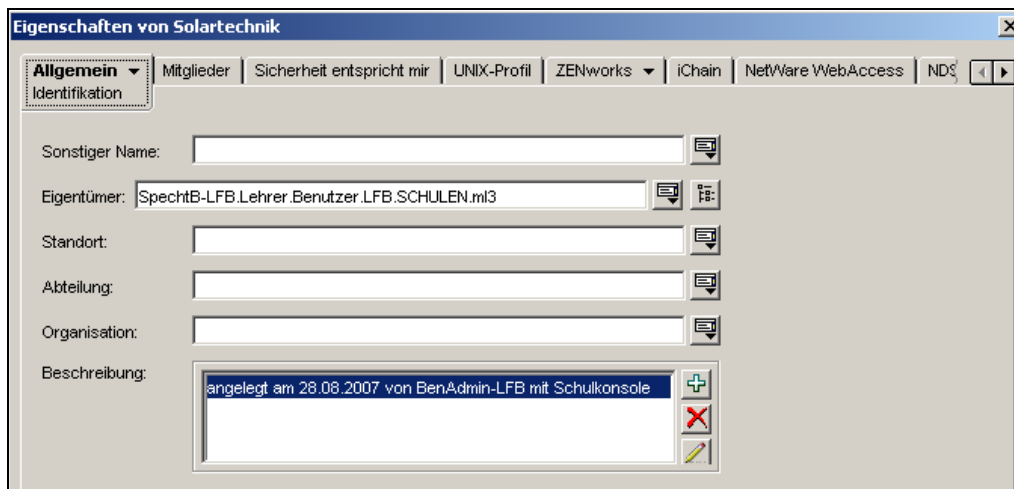 Eigenschaften von Solartechnik
Allgemein Mitglieder Sicherheit entspricht mir UNIX-Profil ZENworks iChain NetWare WebAccess NDS
Identifikation
Sonstiger Name:
Eigentümer: SpechtB-LFB.Lehrer.Benutzer.LFB.SCHULEN.ml3
Standort:
Abteilung:
Organisation:
Beschreibung:
angelegt am 28.08.2007 von BenAdmin-LFB mit Schulkonsole